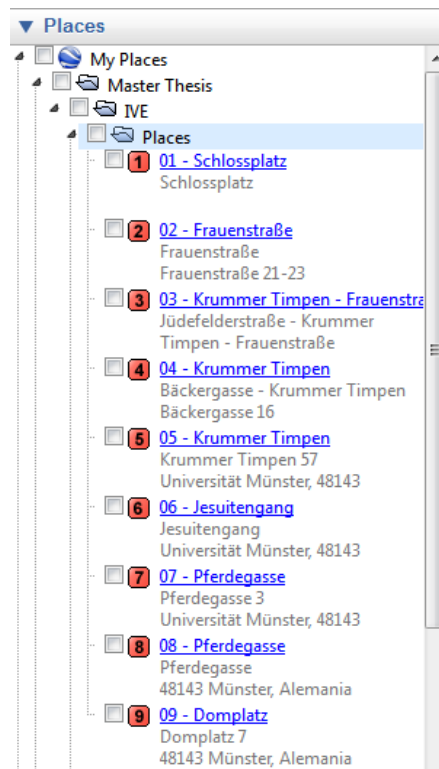 Places
My Places
Master Thesis
IVE
Places
1 01 - Schlossplatz
Schlossplatz
2 02 - Frauenstraße
Frauenstraße
Frauenstraße 21-23
3 03 - Krummer Timpen - Frauenstra
Jüdefelderstraße - Krummer
Timpen - Frauenstraße
4 04 - Krummer Timpen
Bäckergasse - Krummer Timpen
Bäckergasse 16
5 05 - Krummer Timpen
Krummer Timpen 57
Universität Münster, 48143
6 06 - Jesuitengang
Jesuitengang
Universität Münster, 48143
7 07 - Pferdegasse
Pferdegasse 3
Universität Münster, 48143
8 08 - Pferdegasse
Pferdegasse
48143 Münster, Alemania
9 09 - Domplatz
Domplatz 7
48143 Münster, Alemania